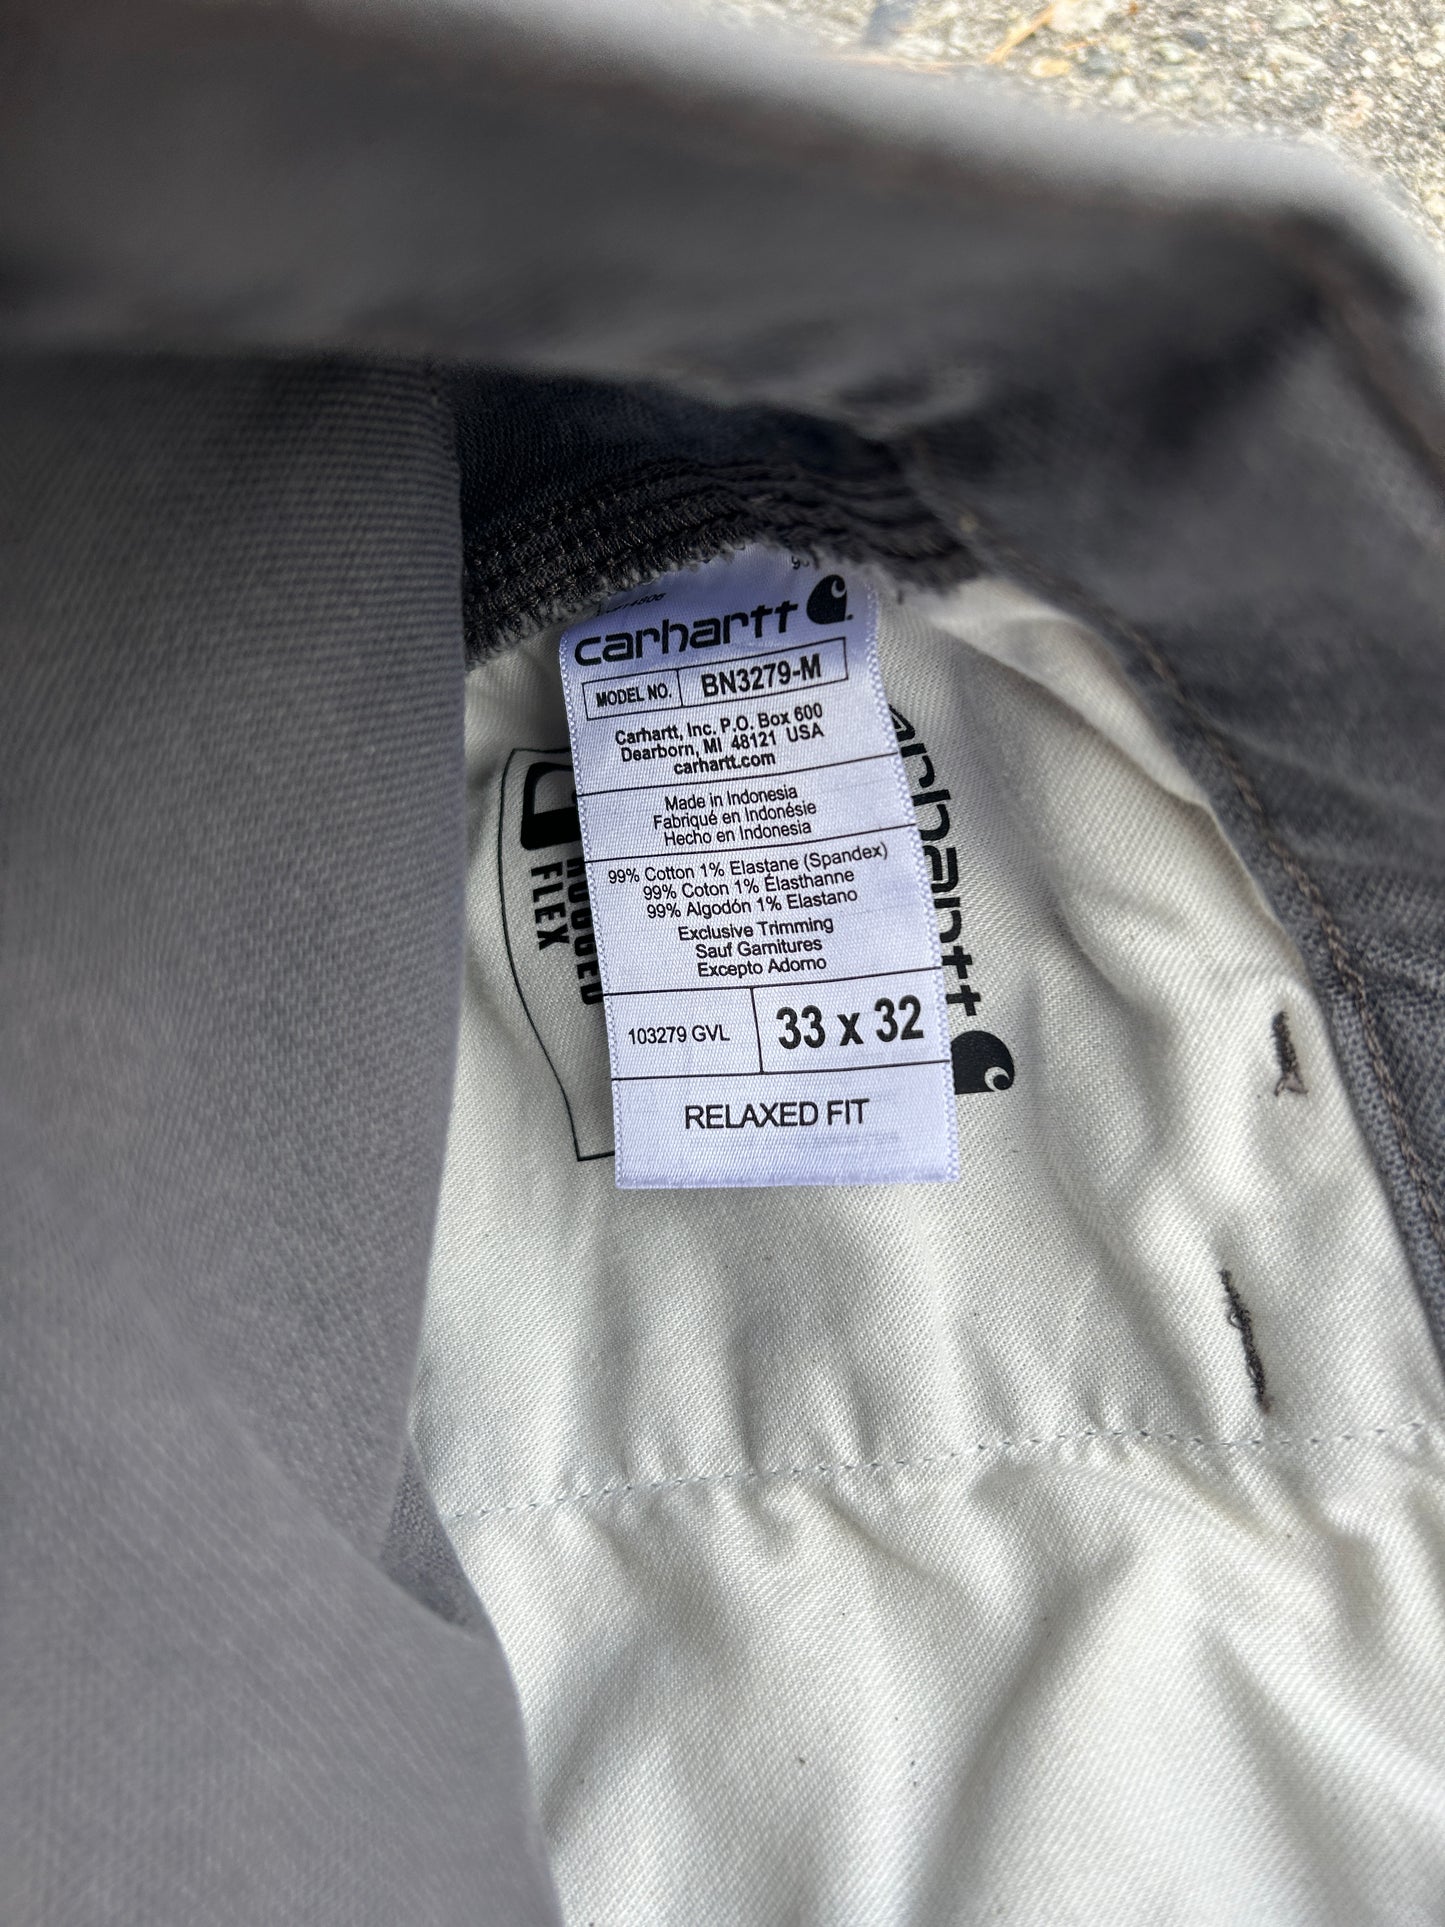 carhartt
MODEL NO. BN3279-M
Carhartt, Inc. P.O. Box 600
Dearborn, MI 48121 USA
carhartt.com
Made in Indonesia
Fabriqué en Indonésie
Hecho en Indonesia
99% Cotton 1% Elastane (Spandex)
99% Coton 1% Élasthanne
99% Algodón 1% Elastano
Exclusive Trimming
Sauf Garnitures
Excepto Adorno
103279 GVL 33 x 32
RELAXED FIT
RUGGED
FLEX
carhartt